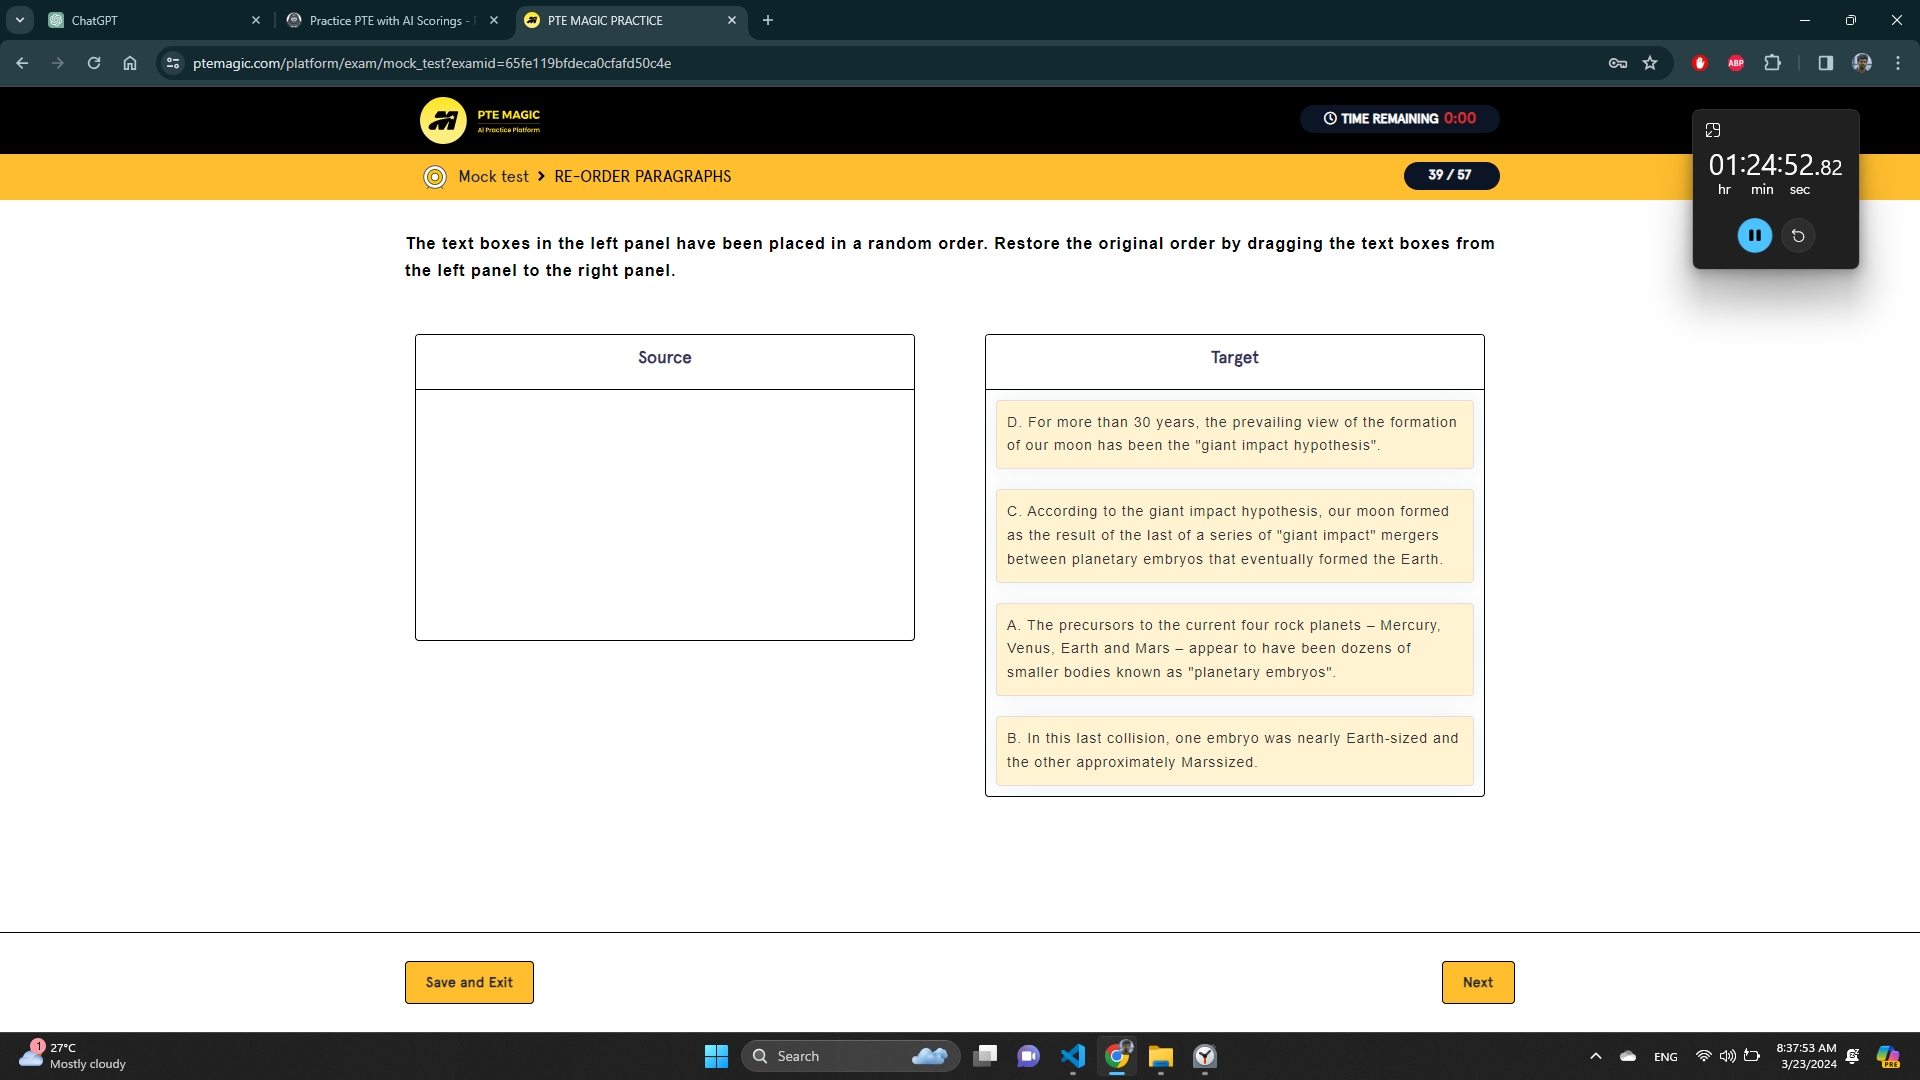 ChatGPT
Practice PTE with AI Scorings -
PTE MAGIC PRACTICE
ptemagic.com/platform/exam/mock_test?examid=65fe119bfdeca0cfafd50c4e
ABP
PTE MAGIC
AI Practice Platform
TIME REMAINING 0:00
01:24:52.82
hr min sec
Mock test > RE-ORDER PARAGRAPHS
39 / 57
The text boxes in the left panel have been placed in a random order. Restore the original order by dragging the text boxes from
the left panel to the right panel.
Source
Target
D. For more than 30 years, the prevailing view of the formation
of our moon has been the "giant impact hypothesis".
C. According to the giant impact hypothesis, our moon formed
as the result of the last of a series of "giant impact" mergers
between planetary embryos that eventually formed the Earth.
A. The precursors to the current four rock planets – Mercury,
Venus, Earth and Mars – appear to have been dozens of
smaller bodies known as "planetary embryos".
B. In this last collision, one embryo was nearly Earth-sized and
the other approximately Marssized.
Save and Exit
Next
1
27°C
Mostly cloudy
Search
ENG
8:37:53 AM
3/23/2024
PRE